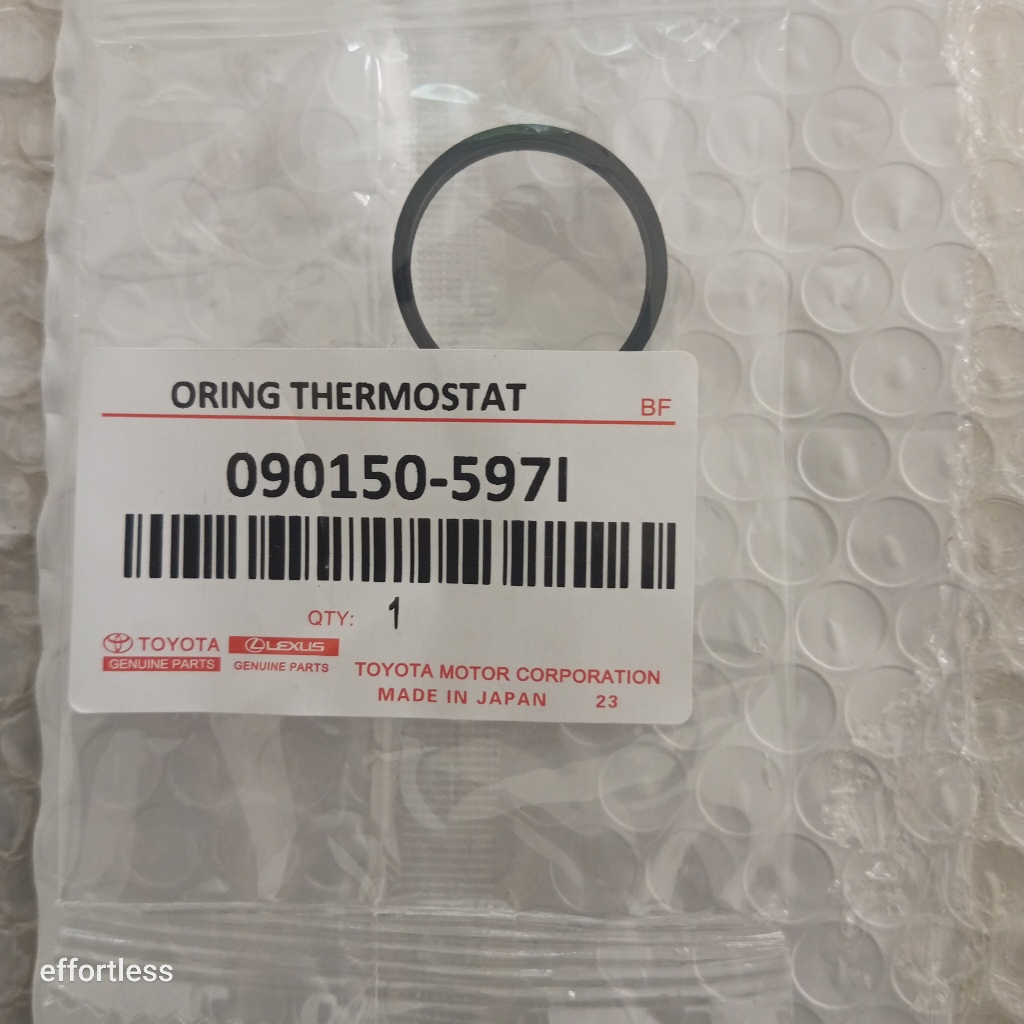 ORING THERMOSTAT
BF
090150-597I
QTY: 1
TOYOTA LEXUS
GENUINE PARTS GENUINE PARTS
TOYOTA MOTOR CORPORATION
MADE IN JAPAN 23
effortless